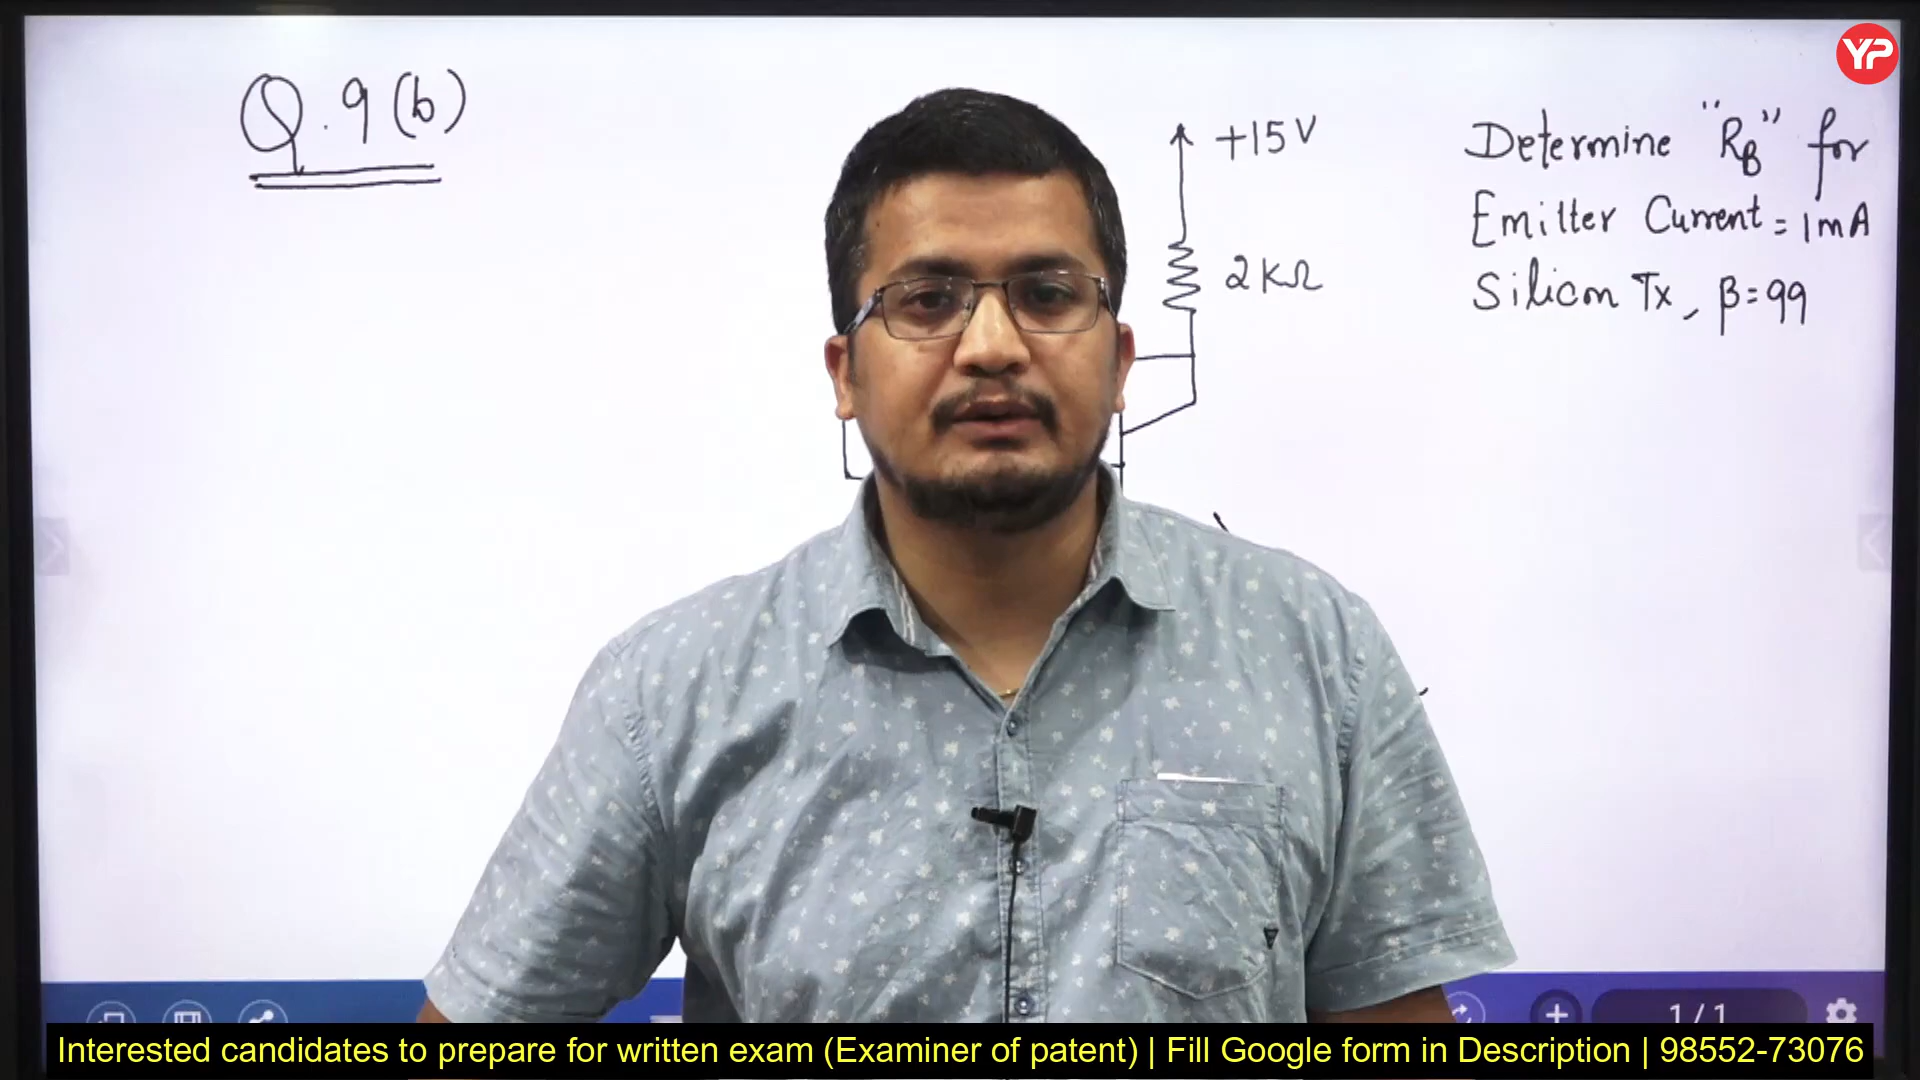 Q.9 (b)
+15V
2KΩ
Determine "RB" for
Emitter Current = 1mA
Silicon Tx, β=99
YP
1/1
Interested candidates to prepare for written exam (Examiner of patent) | Fill Google form in Description | 98552-73076